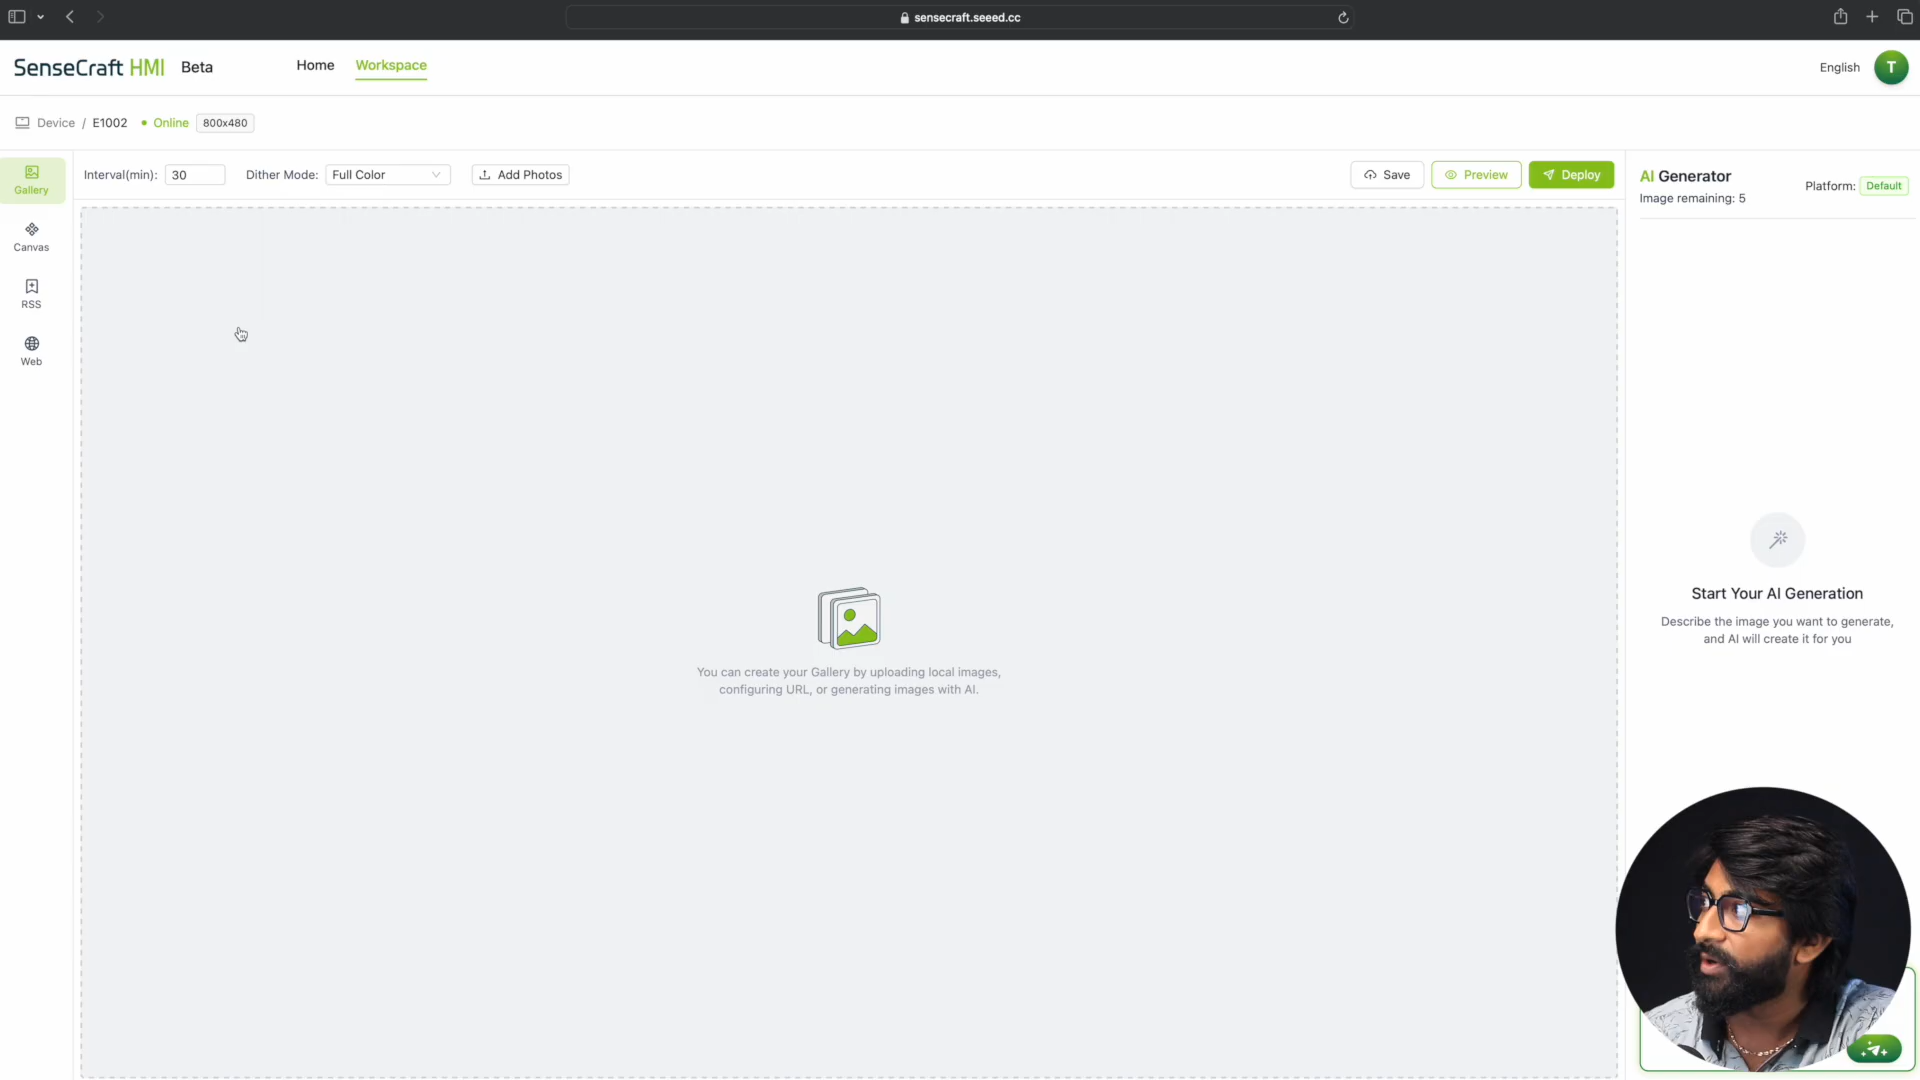 sensecraft.seeed.cc
SenseCraft HMI Beta Home Workspace English T
Device / E1002 Online 800x480
Gallery
Canvas
RSS
Web
Interval(min): 30 Dither Mode: Full Color Add Photos Save Preview Deploy
You can create your Gallery by uploading local images,
configuring URL, or generating images with AI.
AI Generator
Image remaining: 5
Platform: Default
Start Your AI Generation
Describe the image you want to generate,
and AI will create it for you